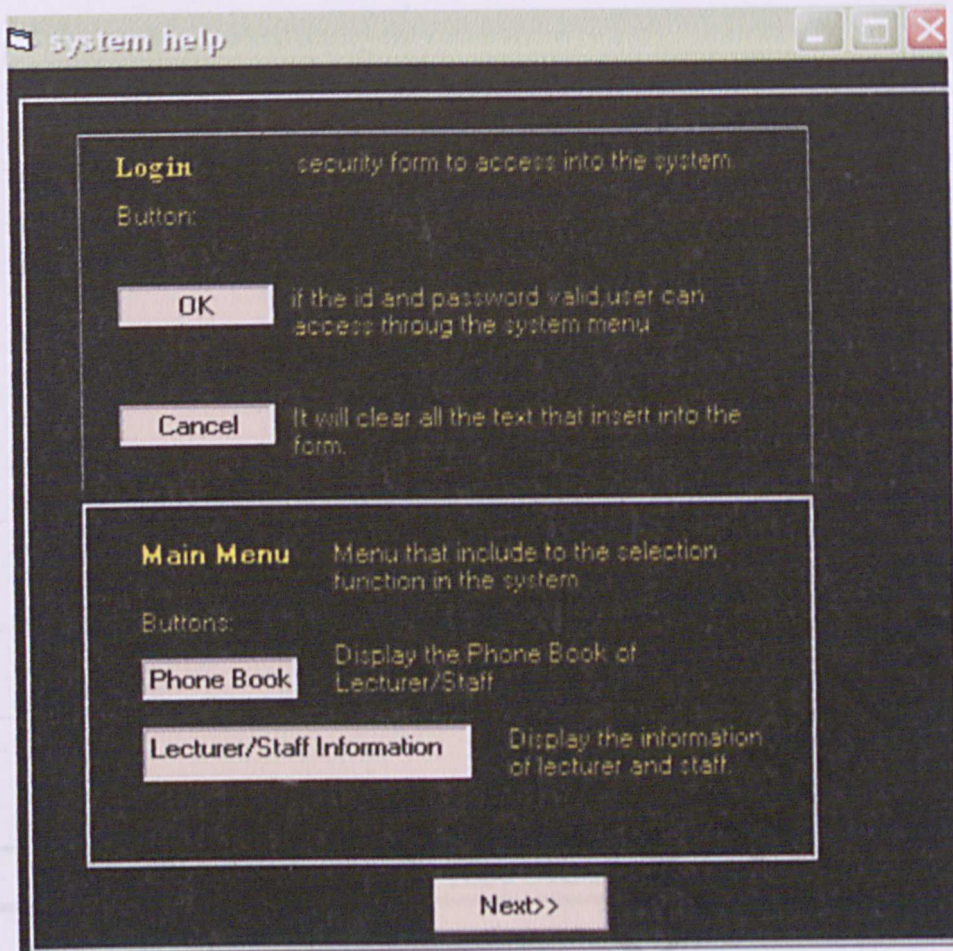 system help
Login security form to access into the system.
Button:
OK if the id and password valid,user can
access throug the system menu
Cancel It will clear all the text that insert into the
form.
Main Menu Menu that include to the selection
function in the system
Buttons:
Phone Book Display the Phone Book of
Lecturer/Staff
Lecturer/Staff Information Display the information
of lecturer and staff.
Next>>